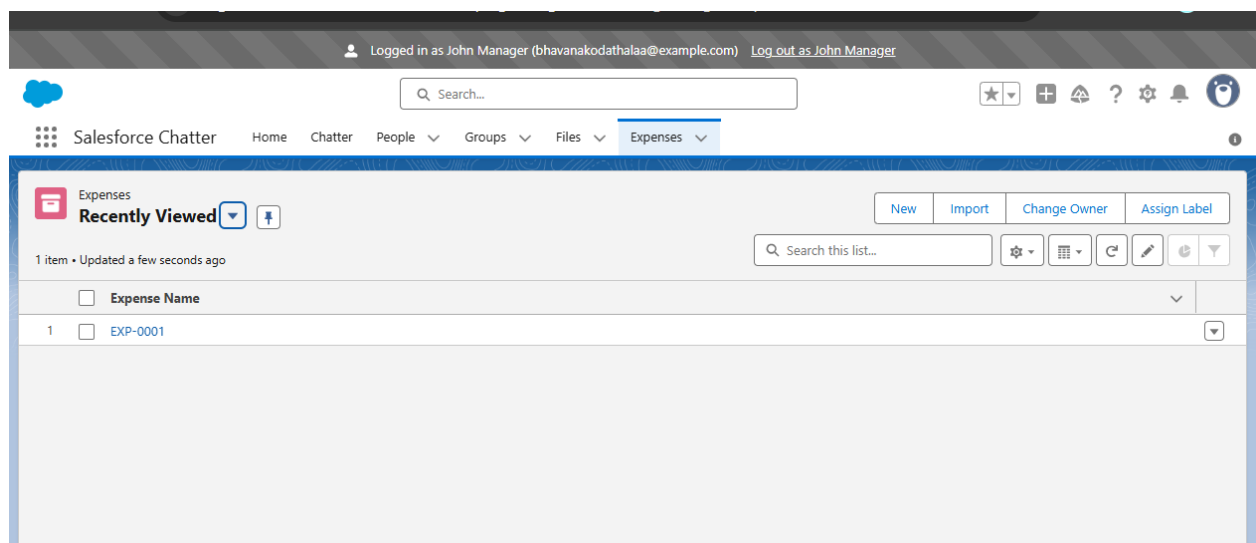 Logged in as John Manager (bhavanakodathalaa@example.com) Log out as John Manager
Search...
Salesforce Chatter Home Chatter People Groups Files Expenses
Expenses
Recently Viewed
New Import Change Owner Assign Label
1 item • Updated a few seconds ago
Search this list...
Expense Name
1 EXP-0001